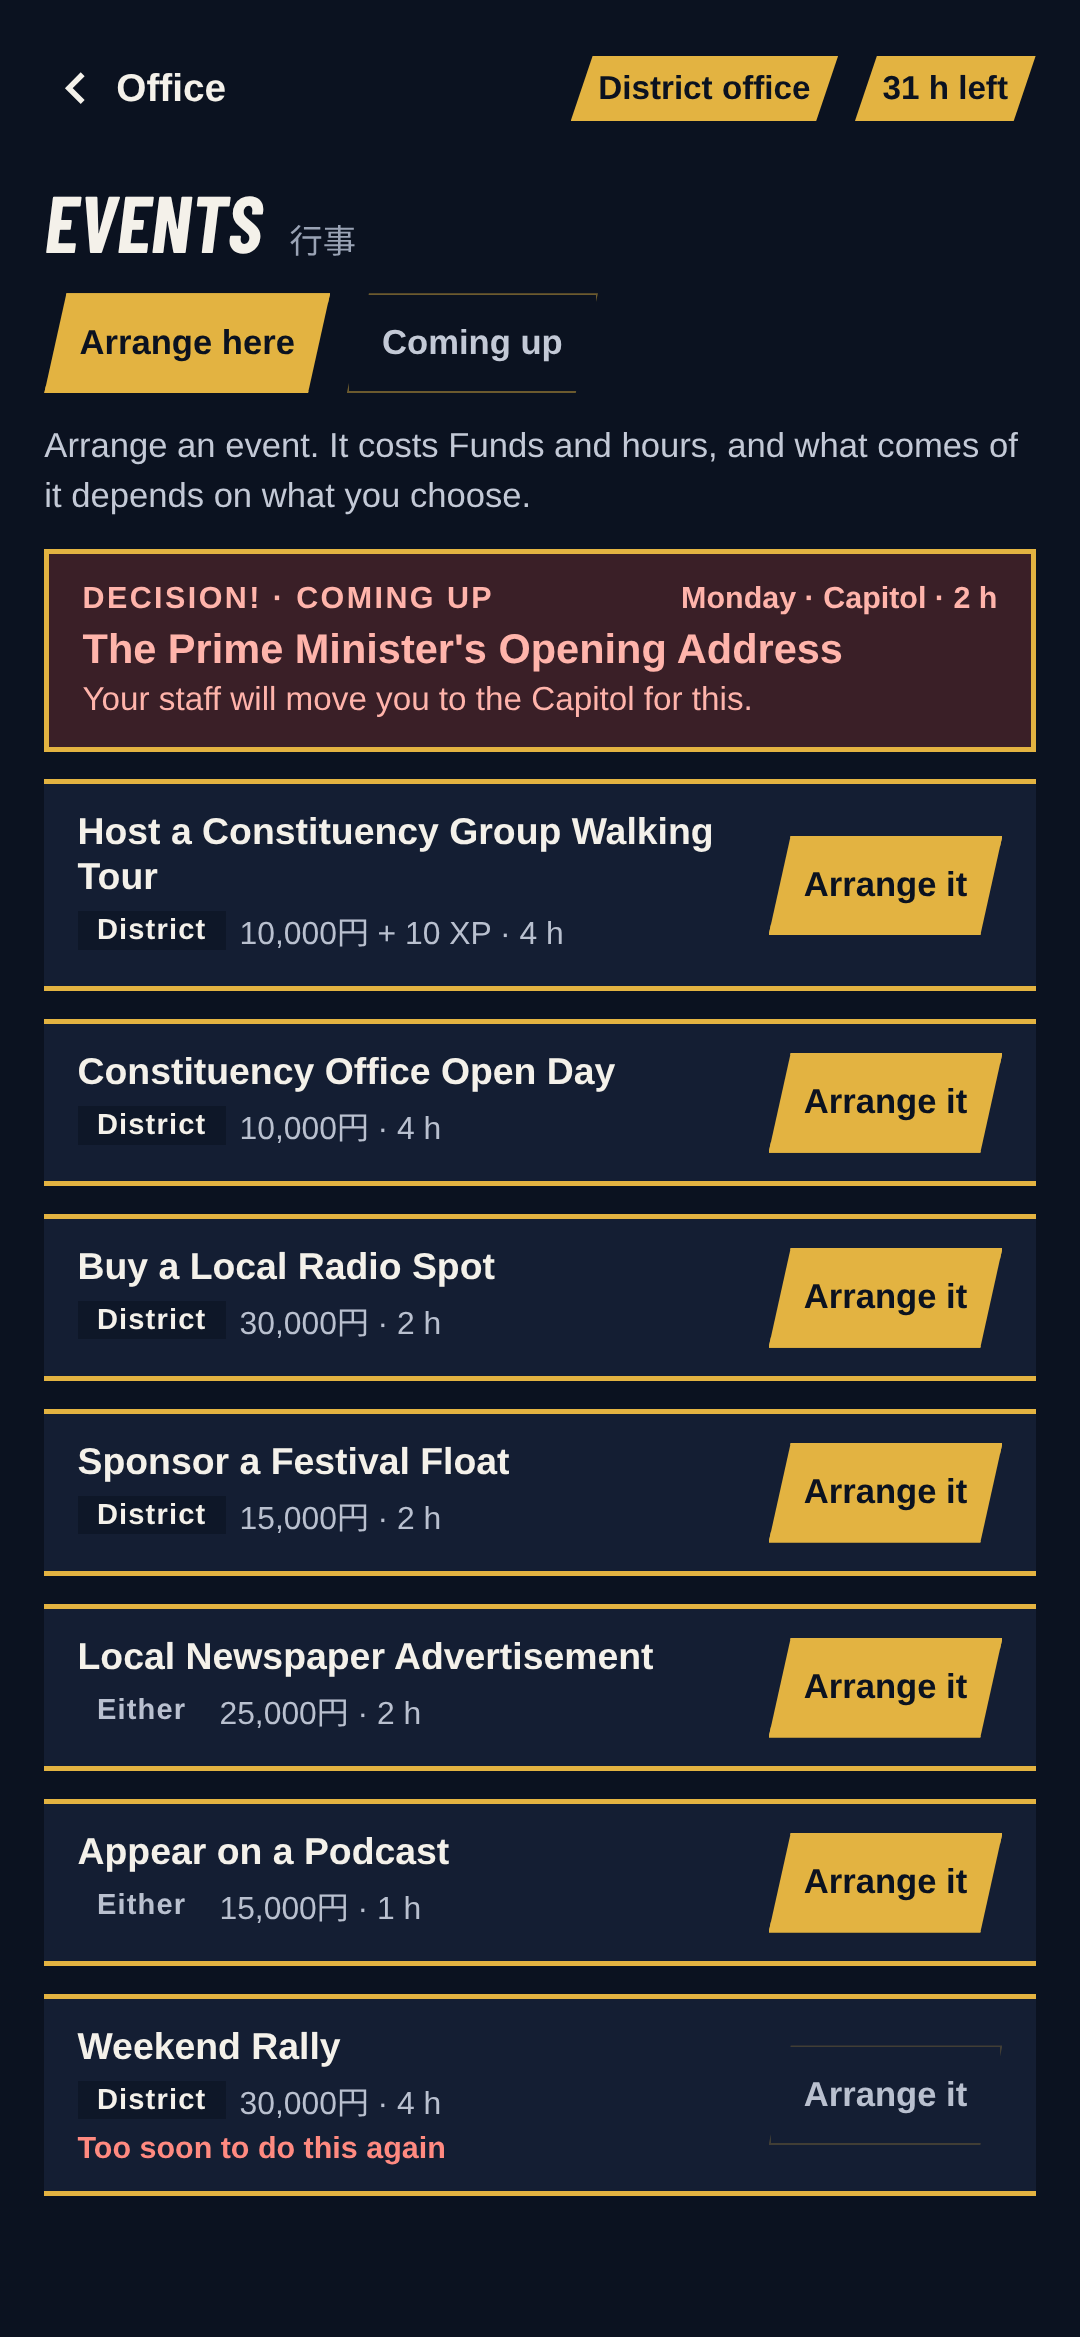 Office
District office
31 h left
EVENTS 行事
Arrange here
Coming up
Arrange an event. It costs Funds and hours, and what comes of
it depends on what you choose.
DECISION! · COMING UP
Monday · Capitol · 2 h
The Prime Minister's Opening Address
Your staff will move you to the Capitol for this.
Host a Constituency Group Walking
Tour
District 10,000円 + 10 XP · 4 h
Arrange it
Constituency Office Open Day
District 10,000円 · 4 h
Arrange it
Buy a Local Radio Spot
District 30,000円 · 2 h
Arrange it
Sponsor a Festival Float
District 15,000円 · 2 h
Arrange it
Local Newspaper Advertisement
Either 25,000円 · 2 h
Arrange it
Appear on a Podcast
Either 15,000円 · 1 h
Arrange it
Weekend Rally
District 30,000円 · 4 h
Too soon to do this again
Arrange it